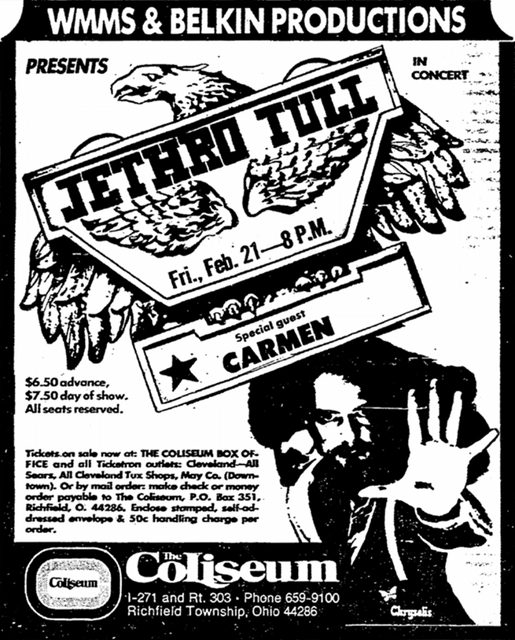 WMMS & BELKIN PRODUCTIONS
PRESENTS
IN
CONCERT
JETHRO TULL
Fri., Feb. 21—8 P.M.
Special guest
CARMEN
$6.50 advance,
$7.50 day of show.
All seats reserved.
Tickets on sale now at: THE COLISEUM BOX OF-
FICE and all Ticketron outlets: Cleveland—All
Sears, All Cleveland Tux Shops, May Co. (Down-
town). Or by mail order: make check or money
order payable to The Coliseum, P.O. Box 351,
Richfield, O. 44286. Enclose stamped, self-ad-
dressed envelope & 50c handling charge per
order.
Coliseum
The
Coliseum
I-271 and Rt. 303 • Phone 659-9100
Richfield Township, Ohio 44286
Chrysalis